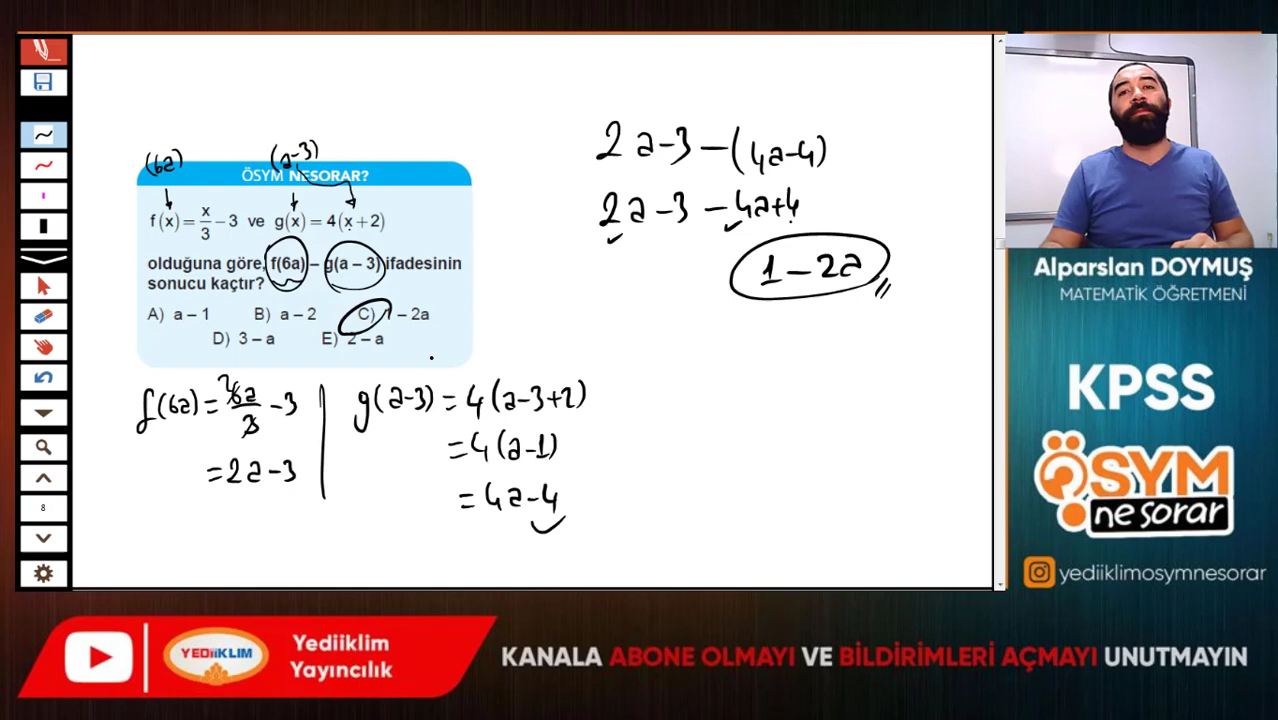 (6a)
(a-3)
ÖSYM NESORAR?
f(x) = x/3 - 3 ve g(x) = 4(x+2)
olduğuna göre, f(6a) - g(a - 3) ifadesinin
sonucu kaçtır?
A) a - 1 B) a - 2 C) 1 - 2a
D) 3 - a E) 2 - a
f(6a) = 6a/3 - 3
2
= 2a - 3
g(a-3) = 4(a-3+2)
= 4(a-1)
= 4a - 4
2a - 3 - (4a-4)
2a - 3 - 4a + 4
1 - 2a
8
Alparslan DOYMUŞ
MATEMATİK ÖĞRETMENİ
KPSS
ÖSYM
ne sorar
yediiklimosymnesorar
YEDİİKLİM
Yediiklim
Yayıncılık
KANALA ABONE OLMAYI VE BİLDİRİMLERİ AÇMAYI UNUTMAYIN